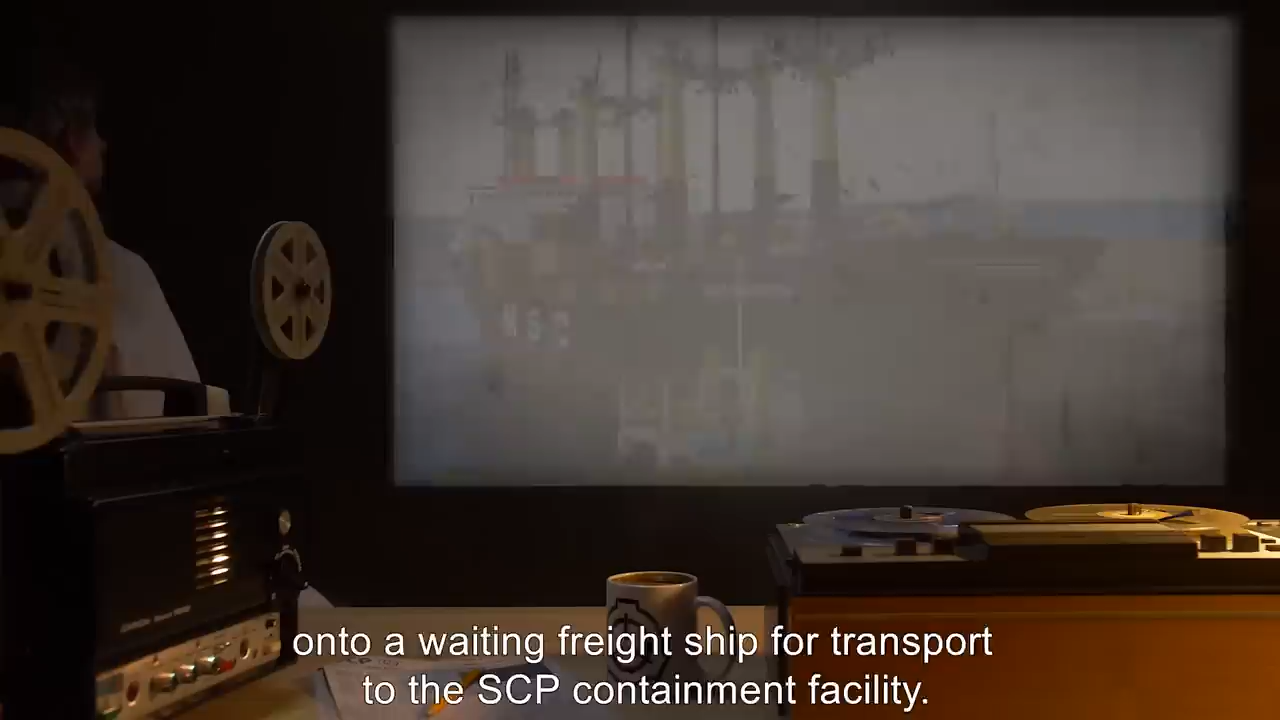 onto a waiting freight ship for transport
to the SCP containment facility.